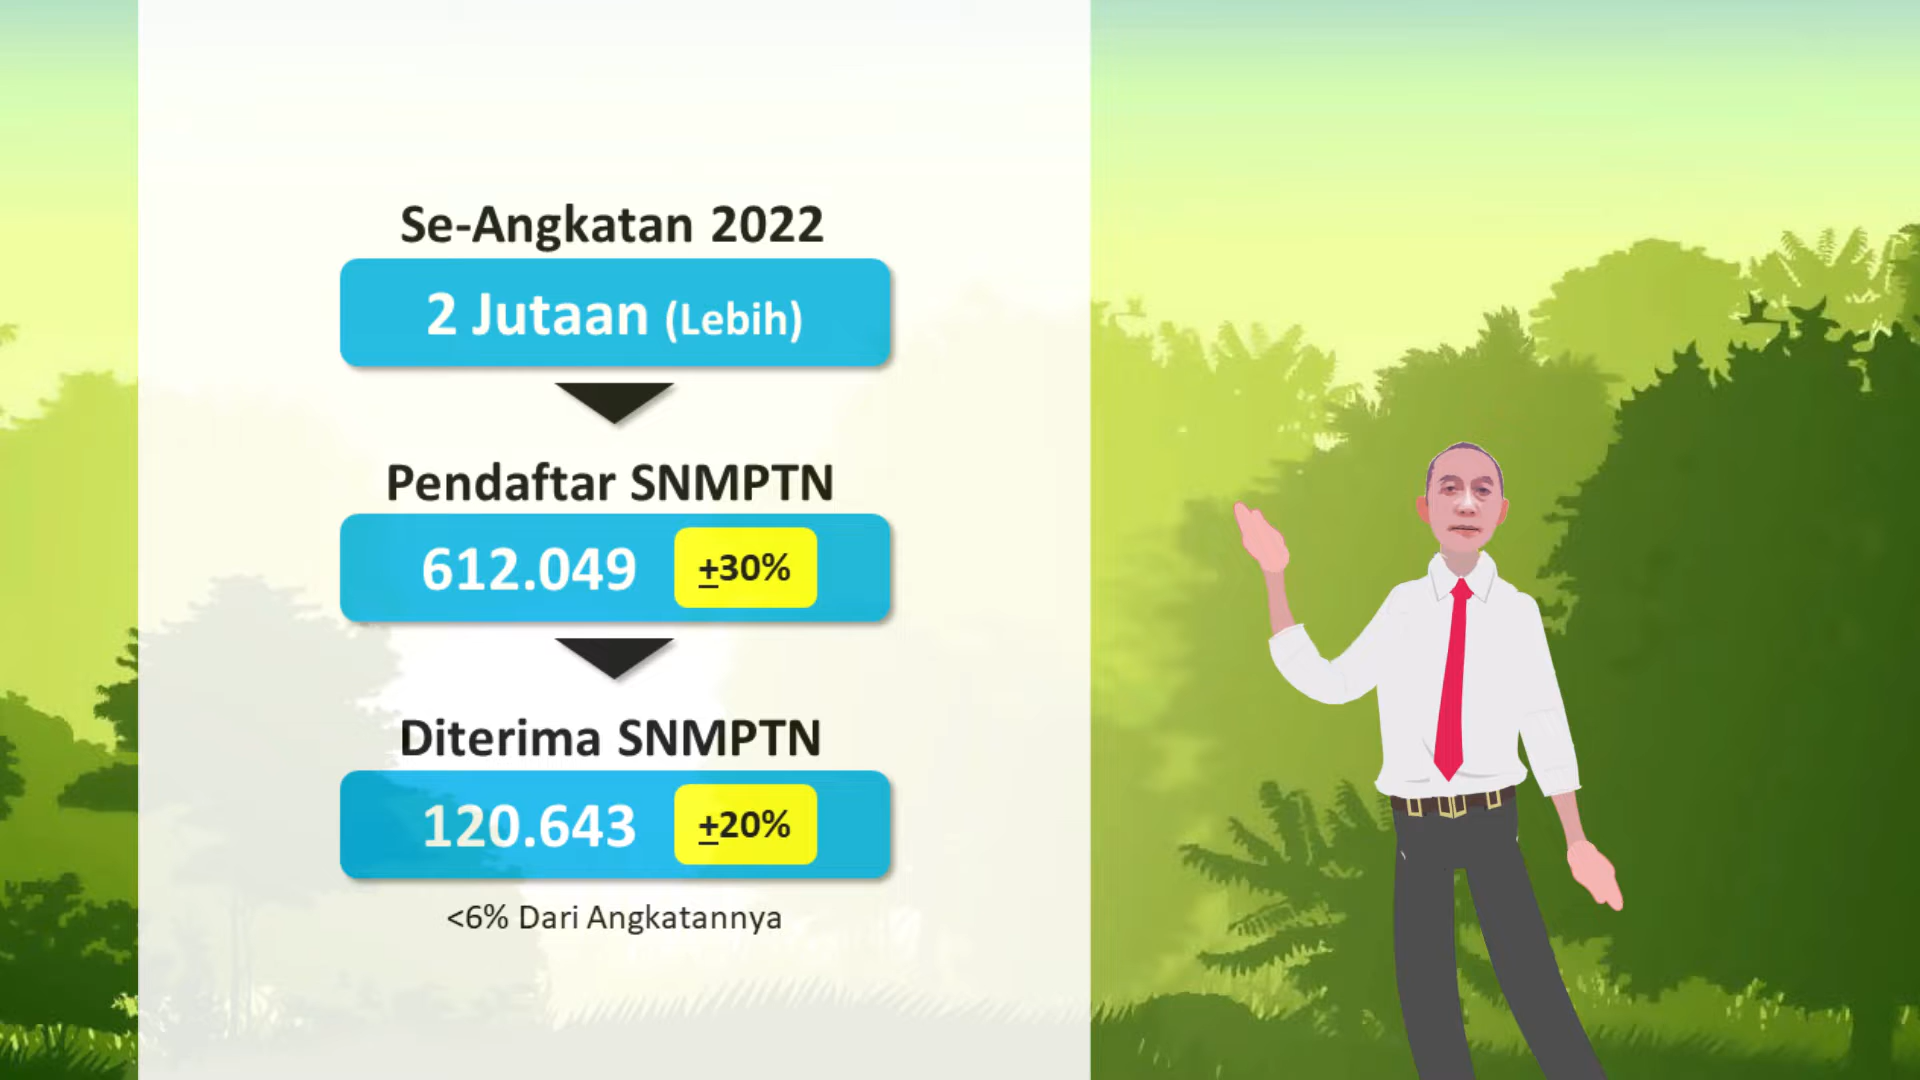 Se-Angkatan 2022
2 Jutaan (Lebih)
Pendaftar SNMPTN
612.049 ±30%
Diterima SNMPTN
120.643 ±20%
<6% Dari Angkatannya